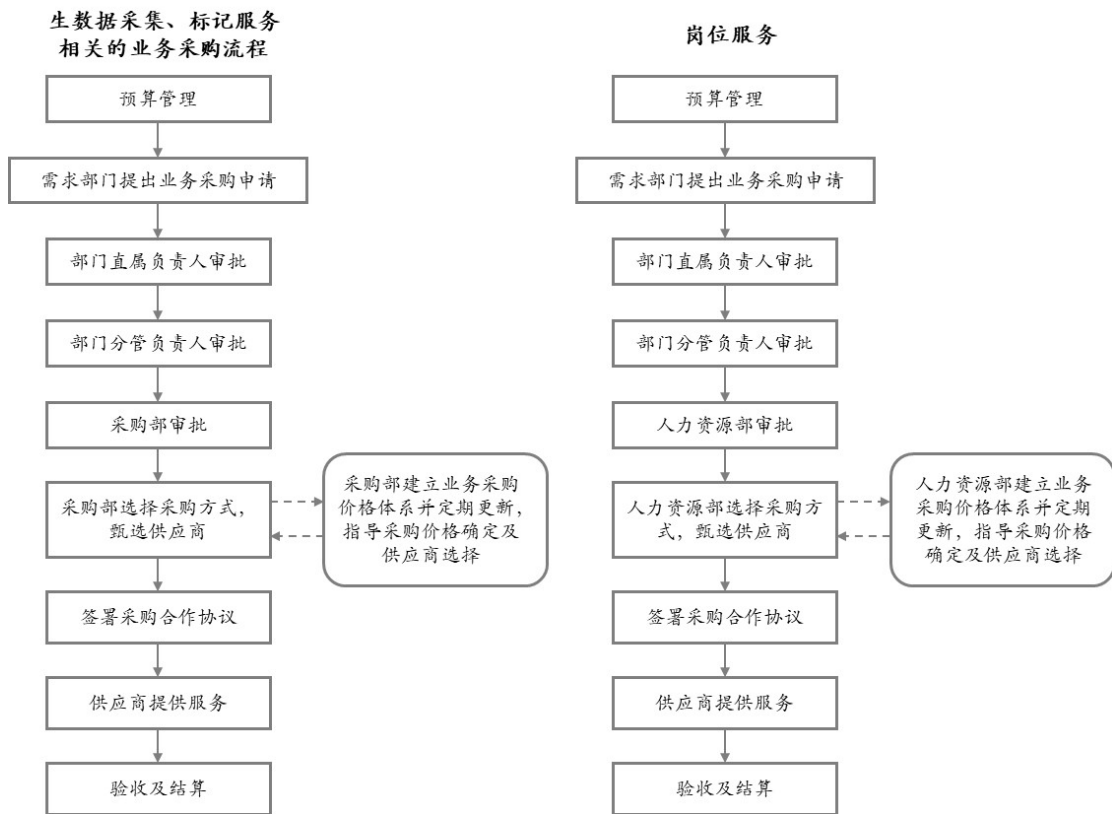 生数据采集、标记服务
相关的业务采购流程
预算管理
需求部门提出业务采购申请
部门直属负责人审批
部门分管负责人审批
采购部审批
采购部选择采购方式，
甄选供应商
采购部建立业务采购
价格体系并定期更新，
指导采购价格确定及
供应商选择
签署采购合作协议
供应商提供服务
验收及结算
岗位服务
预算管理
需求部门提出业务采购申请
部门直属负责人审批
部门分管负责人审批
人力资源部审批
人力资源部选择采购方
式，甄选供应商
人力资源部建立业务
采购价格体系并定期
更新，指导采购价格
确定及供应商选择
签署采购合作协议
供应商提供服务
验收及结算